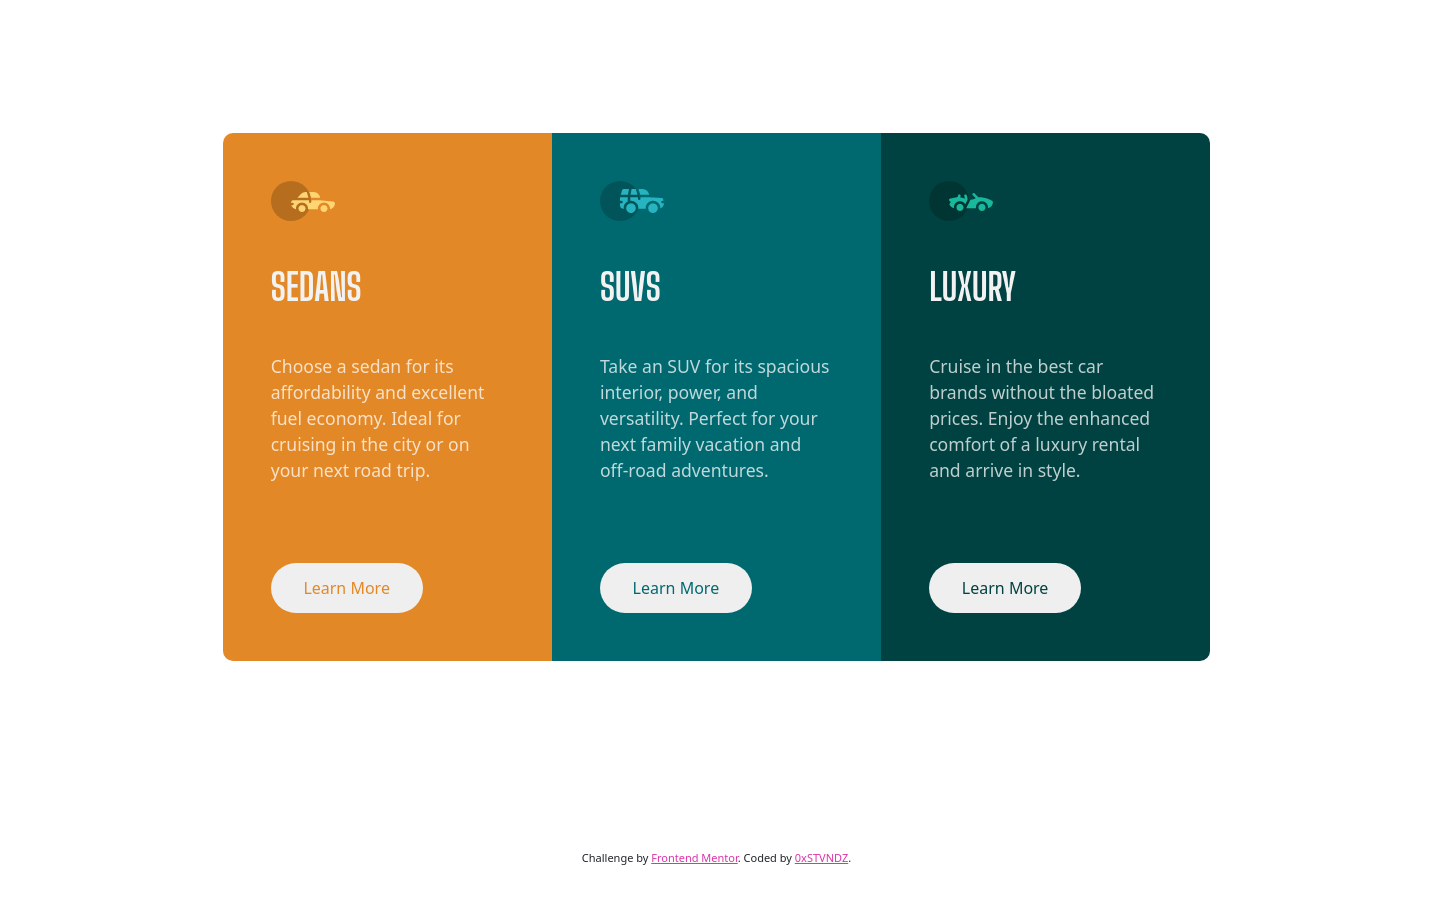 SEDANS
Choose a sedan for its
affordability and excellent
fuel economy. Ideal for
cruising in the city or on
your next road trip.
Learn More
SUVS
Take an SUV for its spacious
interior, power, and
versatility. Perfect for your
next family vacation and
off-road adventures.
Learn More
LUXURY
Cruise in the best car
brands without the bloated
prices. Enjoy the enhanced
comfort of a luxury rental
and arrive in style.
Learn More
Challenge by Frontend Mentor. Coded by 0xSTVNDZ.